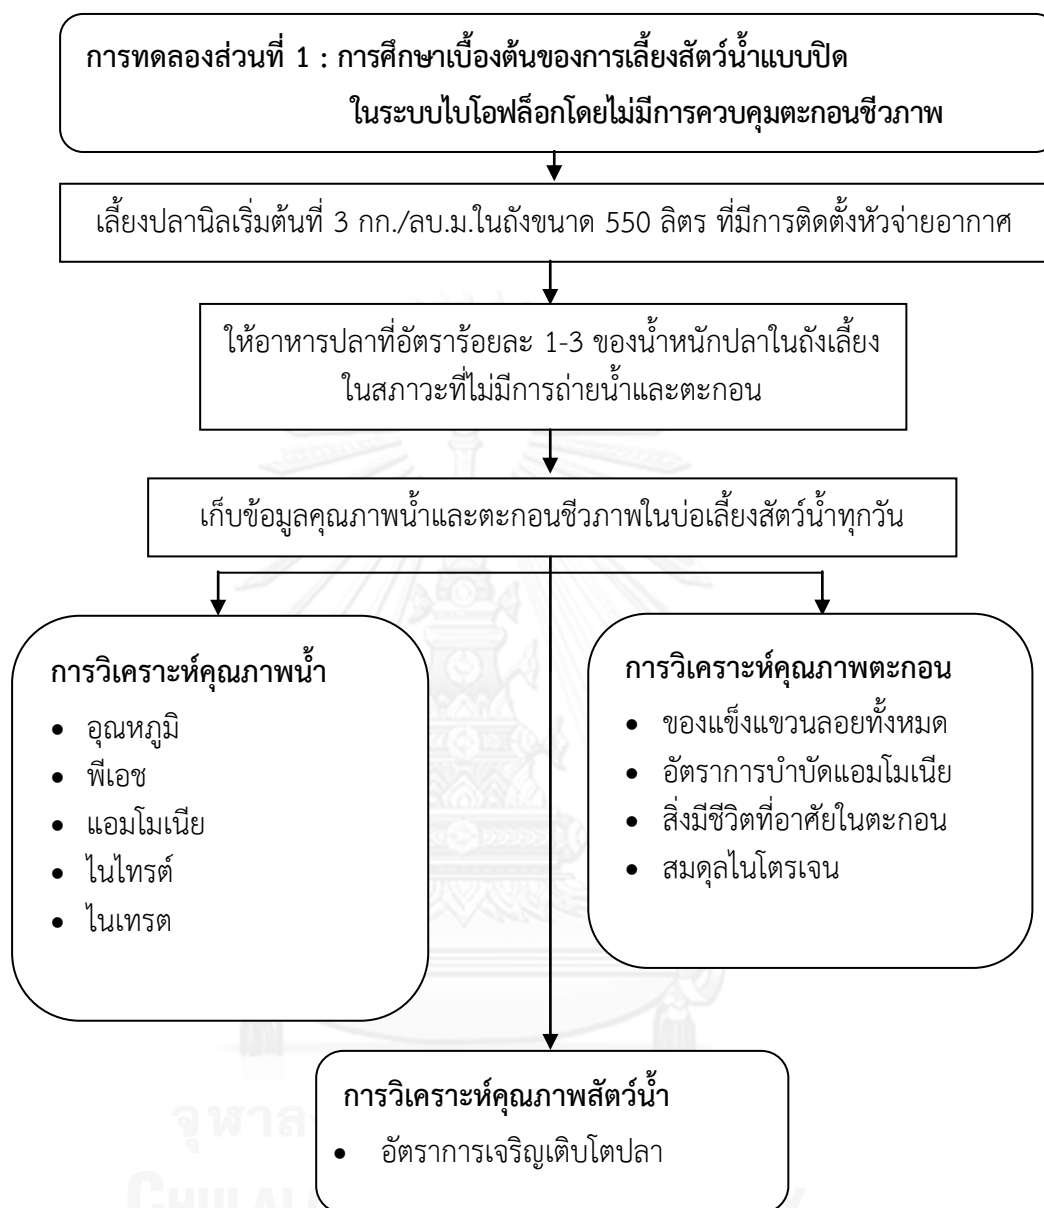 การทดลองส่วนที่ 1 : การศึกษาเบื้องต้นของการเลี้ยงสัตว์น้ำแบบปิด
ในระบบไบโอฟล็อกโดยไม่มีการควบคุมตะกอนชีวภาพ
เลี้ยงปลานิลเริ่มต้นที่ 3 กก./ลบ.ม.ในถังขนาด 550 ลิตร ที่มีการติดตั้งหัวจ่ายอากาศ
ให้อาหารปลาที่อัตราร้อยละ 1-3 ของน้ำหนักปลาในถังเลี้ยง
ในสภาวะที่ไม่มีการถ่ายน้ำและตะกอน
เก็บข้อมูลคุณภาพน้ำและตะกอนชีวภาพในบ่อเลี้ยงสัตว์น้ำทุกวัน
การวิเคราะห์คุณภาพน้ำ
• อุณหภูมิ
• พีเอช
• แอมโมเนีย
• ไนไทรต์
• ไนเทรต
การวิเคราะห์คุณภาพตะกอน
• ของแข็งแขวนลอยทั้งหมด
• อัตราการบำบัดแอมโมเนีย
• สิ่งมีชีวิตที่อาศัยในตะกอน
• สมดุลไนโตรเจน
การวิเคราะห์คุณภาพสัตว์น้ำ
• อัตราการเจริญเติบโตปลา